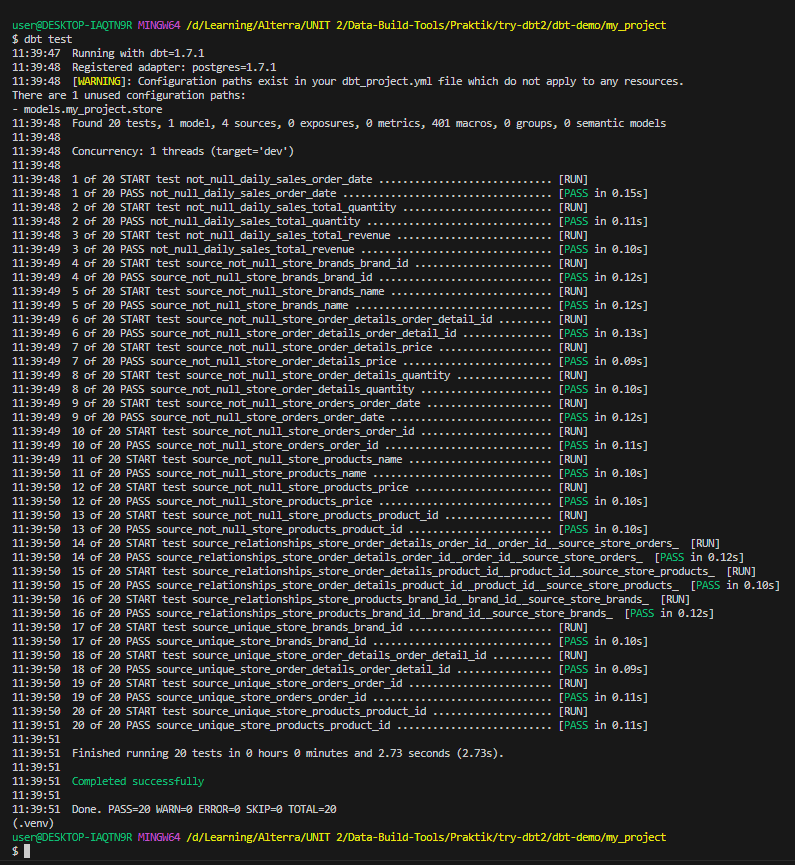 user@DESKTOP-IAQTN9R MINGW64 /d/Learning/Alterra/UNIT 2/Data-Build-Tools/Praktik/try-dbt2/dbt-demo/my_project
$ dbt test
11:39:47  Running with dbt=1.7.1
11:39:48  Registered adapter: postgres=1.7.1
11:39:48  [WARNING]: Configuration paths exist in your dbt_project.yml file which do not apply to any resources.
There are 1 unused configuration paths:
- models.my_project.store
11:39:48  Found 20 tests, 1 model, 4 sources, 0 exposures, 0 metrics, 401 macros, 0 groups, 0 semantic models
11:39:48
11:39:48  Concurrency: 1 threads (target='dev')
11:39:48
11:39:48  1 of 20 START test not_null_daily_sales_order_date ............................. [RUN]
11:39:48  1 of 20 PASS not_null_daily_sales_order_date ................................... [PASS in 0.15s]
11:39:48  2 of 20 START test not_null_daily_sales_total_quantity ......................... [RUN]
11:39:48  2 of 20 PASS not_null_daily_sales_total_quantity ............................... [PASS in 0.11s]
11:39:48  3 of 20 START test not_null_daily_sales_total_revenue .......................... [RUN]
11:39:49  3 of 20 PASS not_null_daily_sales_total_revenue ................................ [PASS in 0.10s]
11:39:49  4 of 20 START test source_not_null_store_brands_brand_id ....................... [RUN]
11:39:49  4 of 20 PASS source_not_null_store_brands_brand_id ............................. [PASS in 0.12s]
11:39:49  5 of 20 START test source_not_null_store_brands_name ........................... [RUN]
11:39:49  5 of 20 PASS source_not_null_store_brands_name ................................. [PASS in 0.12s]
11:39:49  6 of 20 START test source_not_null_store_order_details_order_detail_id ......... [RUN]
11:39:49  6 of 20 PASS source_not_null_store_order_details_order_detail_id ............... [PASS in 0.13s]
11:39:49  7 of 20 START test source_not_null_store_order_details_price ................... [RUN]
11:39:49  7 of 20 PASS source_not_null_store_order_details_price ......................... [PASS in 0.09s]
11:39:49  8 of 20 START test source_not_null_store_order_details_quantity ................ [RUN]
11:39:49  8 of 20 PASS source_not_null_store_order_details_quantity ...................... [PASS in 0.10s]
11:39:49  9 of 20 START test source_not_null_store_orders_order_date ..................... [RUN]
11:39:49  9 of 20 PASS source_not_null_store_orders_order_date ........................... [PASS in 0.12s]
11:39:49  10 of 20 START test source_not_null_store_orders_order_id ...................... [RUN]
11:39:49  10 of 20 PASS source_not_null_store_orders_order_id ............................ [PASS in 0.11s]
11:39:49  11 of 20 START test source_not_null_store_products_name ........................ [RUN]
11:39:50  11 of 20 PASS source_not_null_store_products_name .............................. [PASS in 0.10s]
11:39:50  12 of 20 START test source_not_null_store_products_price ....................... [RUN]
11:39:50  12 of 20 PASS source_not_null_store_products_price ............................. [PASS in 0.10s]
11:39:50  13 of 20 START test source_not_null_store_products_product_id .................. [RUN]
11:39:50  13 of 20 PASS source_not_null_store_products_product_id ........................ [PASS in 0.10s]
11:39:50  14 of 20 START test source_relationships_store_order_details_order_id__order_id__source_store_orders_  [RUN]
11:39:50  14 of 20 PASS source_relationships_store_order_details_order_id__order_id__source_store_orders_  [PASS in 0.12s]
11:39:50  15 of 20 START test source_relationships_store_order_details_product_id__product_id__source_store_products_  [RUN]
11:39:50  15 of 20 PASS source_relationships_store_order_details_product_id__product_id__source_store_products_  [PASS in 0.10s]
11:39:50  16 of 20 START test source_relationships_store_products_brand_id__brand_id__source_store_brands_  [RUN]
11:39:50  16 of 20 PASS source_relationships_store_products_brand_id__brand_id__source_store_brands_  [PASS in 0.12s]
11:39:50  17 of 20 START test source_unique_store_brands_brand_id ........................ [RUN]
11:39:50  17 of 20 PASS source_unique_store_brands_brand_id .............................. [PASS in 0.10s]
11:39:50  18 of 20 START test source_unique_store_order_details_order_detail_id .......... [RUN]
11:39:50  18 of 20 PASS source_unique_store_order_details_order_detail_id ................ [PASS in 0.09s]
11:39:50  19 of 20 START test source_unique_store_orders_order_id ........................ [RUN]
11:39:50  19 of 20 PASS source_unique_store_orders_order_id .............................. [PASS in 0.11s]
11:39:50  20 of 20 START test source_unique_store_products_product_id .................... [RUN]
11:39:51  20 of 20 PASS source_unique_store_products_product_id .......................... [PASS in 0.11s]
11:39:51
11:39:51  Finished running 20 tests in 0 hours 0 minutes and 2.73 seconds (2.73s).
11:39:51
11:39:51  Completed successfully
11:39:51
11:39:51  Done. PASS=20 WARN=0 ERROR=0 SKIP=0 TOTAL=20
(.venv)
user@DESKTOP-IAQTN9R MINGW64 /d/Learning/Alterra/UNIT 2/Data-Build-Tools/Praktik/try-dbt2/dbt-demo/my_project
$